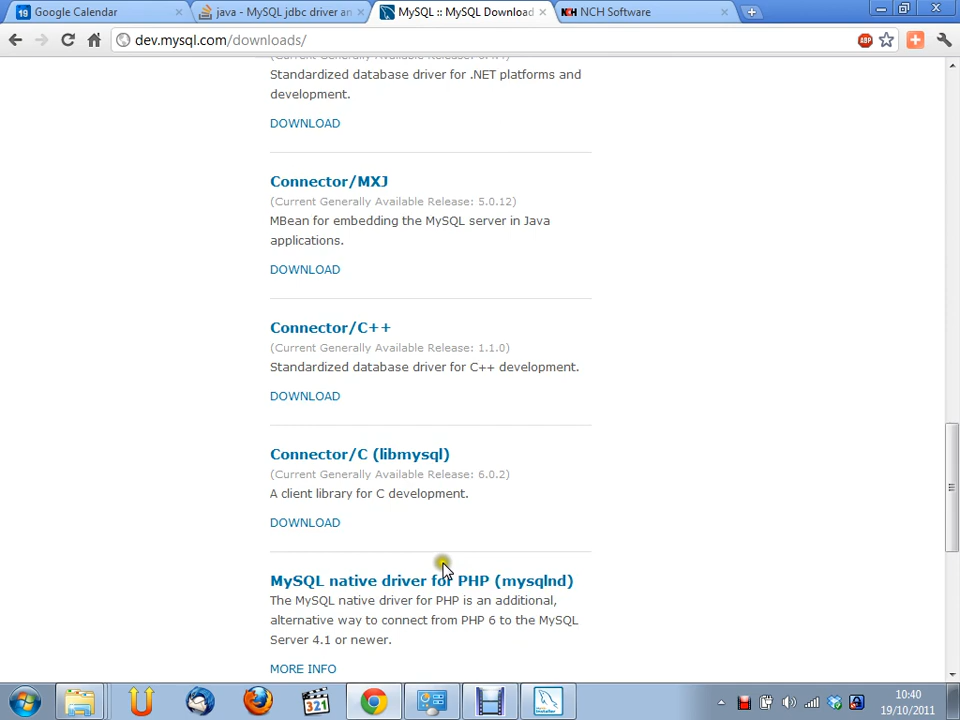 Google Calendar
java - MySQL jdbc driver an
MySQL :: MySQL Download
NCH Software
dev.mysql.com/downloads/
Standardized database driver for .NET platforms and
development.
DOWNLOAD
Connector/MXJ
(Current Generally Available Release: 5.0.12)
MBean for embedding the MySQL server in Java
applications.
DOWNLOAD
Connector/C++
(Current Generally Available Release: 1.1.0)
Standardized database driver for C++ development.
DOWNLOAD
Connector/C (libmysql)
(Current Generally Available Release: 6.0.2)
A client library for C development.
DOWNLOAD
MySQL native driver for PHP (mysqlnd)
The MySQL native driver for PHP is an additional,
alternative way to connect from PHP 6 to the MySQL
Server 4.1 or newer.
MORE INFO
10:40
19/10/2011